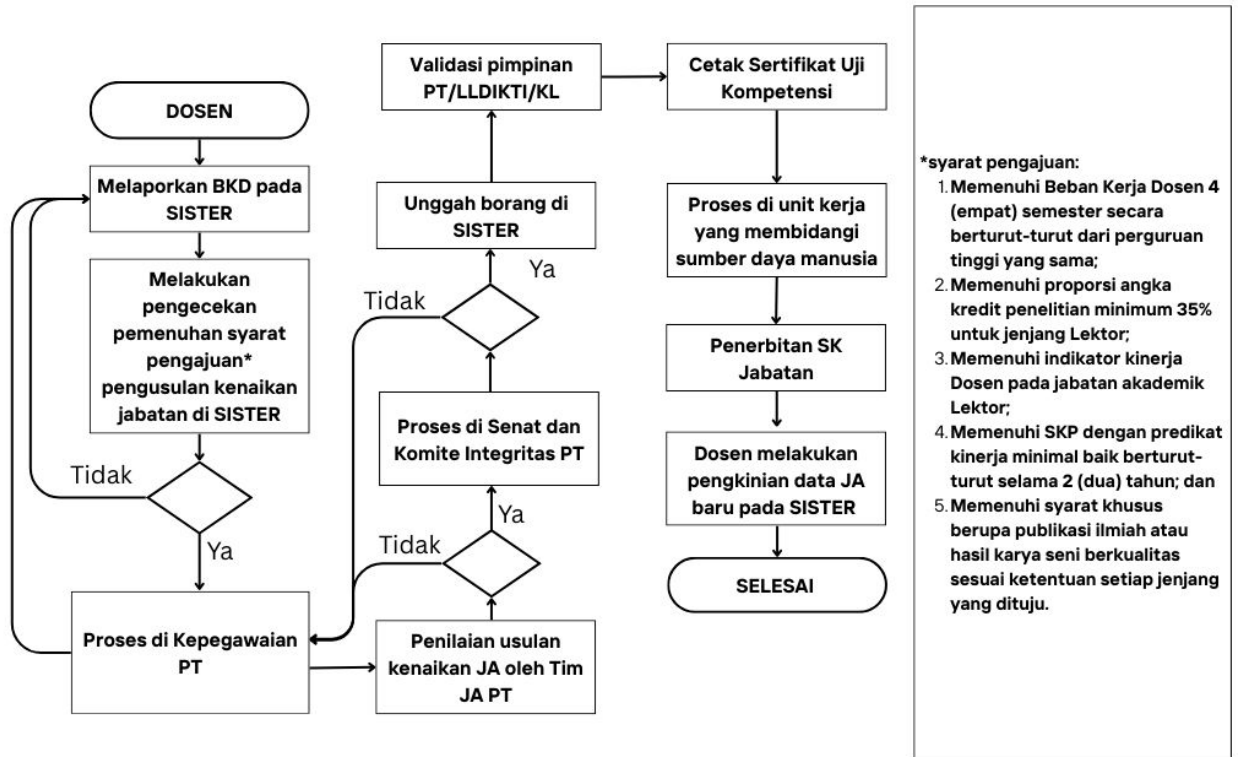 DOSEN
Melaporkan BKD pada
SISTER
Melakukan
pengecekan
pemenuhan syarat
pengajuan*
pengusulan kenaikan
jabatan di SISTER
Tidak
Ya
Proses di Kepegawaian
PT
Penilaian usulan
kenaikan JA oleh Tim
JA PT
Tidak
Ya
Proses di Senat dan
Komite Integritas PT
Tidak
Ya
Unggah borang di
SISTER
Validasi pimpinan
PT/LLDIKTI/KL
Cetak Sertifikat Uji
Kompetensi
Proses di unit kerja
yang membidangi
sumber daya manusia
Penerbitan SK
Jabatan
Dosen melakukan
pengkinian data JA
baru pada SISTER
SELESAI
*syarat pengajuan:
1. Memenuhi Beban Kerja Dosen 4
(empat) semester secara
berturut-turut dari perguruan
tinggi yang sama;
2. Memenuhi proporsi angka
kredit penelitian minimum 35%
untuk jenjang Lektor;
3. Memenuhi indikator kinerja
Dosen pada jabatan akademik
Lektor;
4. Memenuhi SKP dengan predikat
kinerja minimal baik berturut-
turut selama 2 (dua) tahun; dan
5. Memenuhi syarat khusus
berupa publikasi ilmiah atau
hasil karya seni berkualitas
sesuai ketentuan setiap jenjang
yang dituju.